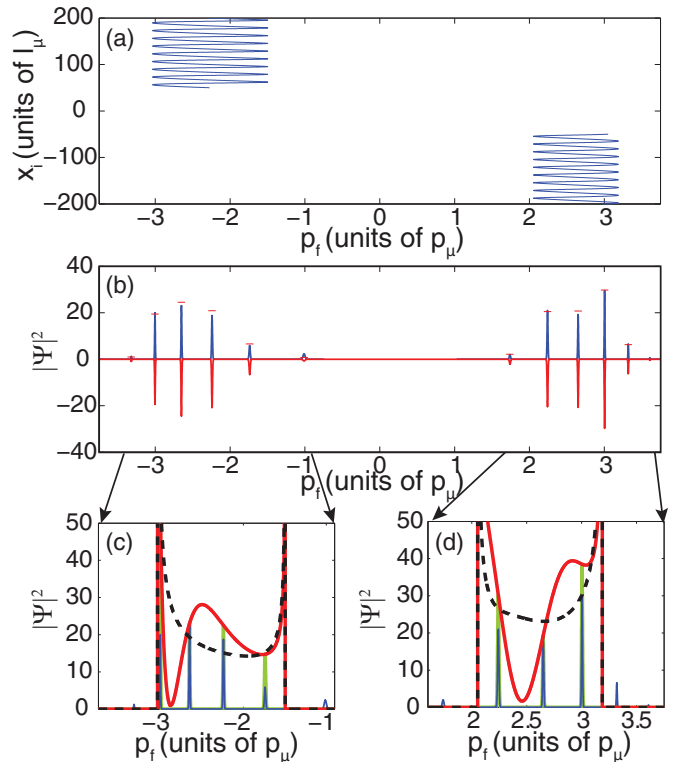 (a)
x_i (units of l_μ)
200
100
0
−100
−200
−3 −2 −1 0 1 2 3
p_f (units of p_μ)
(b)
|Ψ|²
40
20
0
−20
−40
−3 −2 −1 0 1 2 3
p_f (units of p_μ)
(c)
|Ψ|²
50
40
30
20
10
0
−3 −2 −1
p_f (units of p_μ)
(d)
|Ψ|²
50
40
30
20
10
0
2 2.5 3 3.5
p_f (units of p_μ)